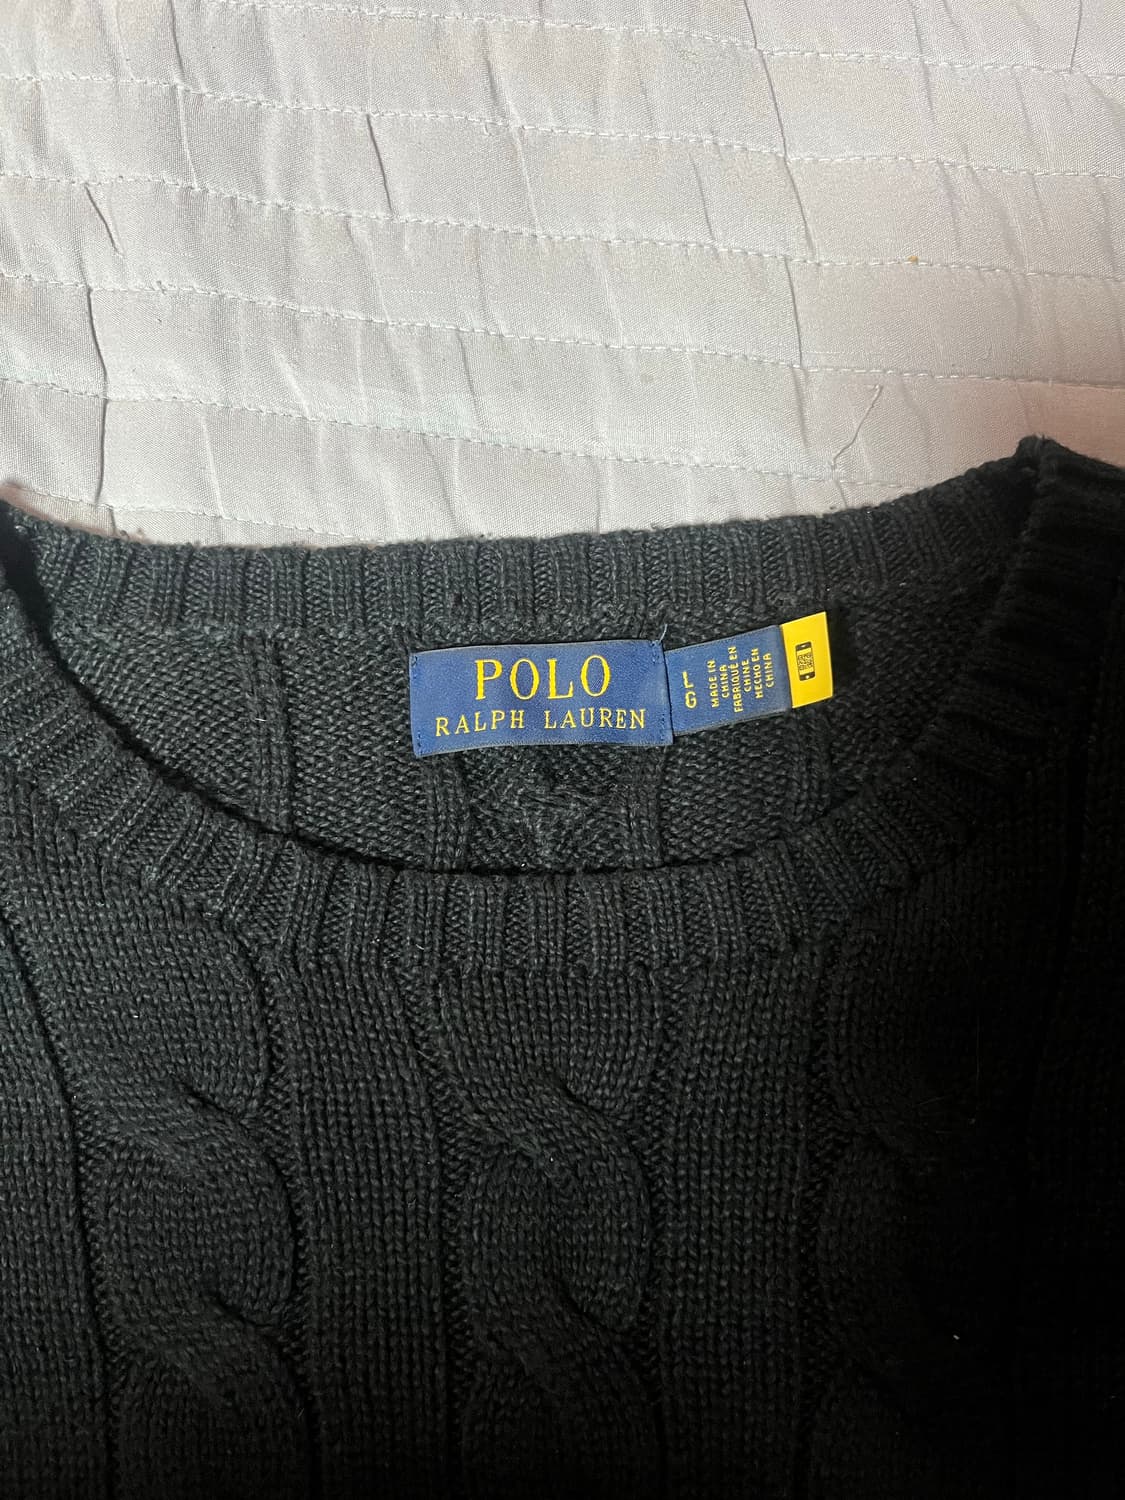 POLO
RALPH LAUREN
L
G
MADE IN
CHINA
FABRIQUÉ EN
CHINE
HECHO EN
CHINA